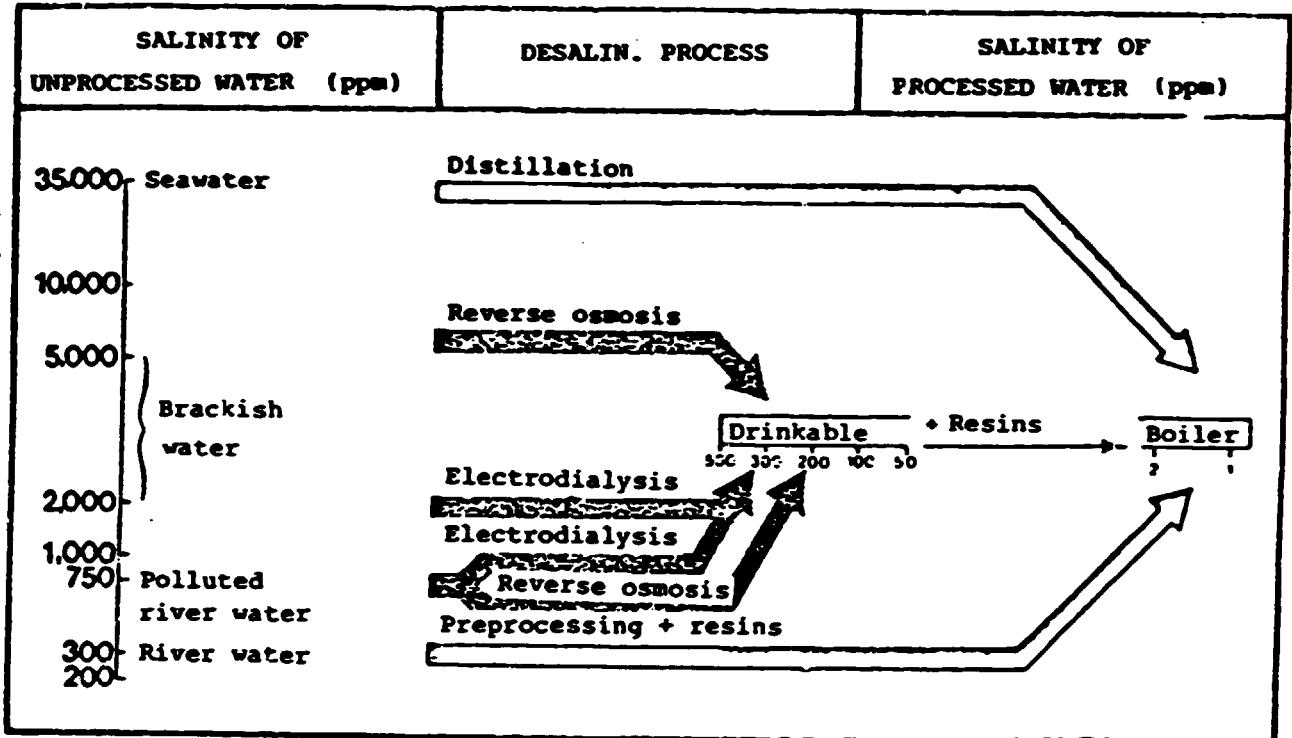 SALINITY OF
UNPROCESSED WATER (ppm)
DESALIN. PROCESS
SALINITY OF
PROCESSED WATER (ppm)
35.000 Seawater
Distillation
10.000
Reverse osmosis
5.000
Brackish
water
Drinkable
+ Resins
Boiler
500 300 200 100 50
2 1
Electrodialysis
2,000
Electrodialysis
1,000
750 Polluted
river water
Reverse osmosis
Preprocessing + resins
300 River water
200